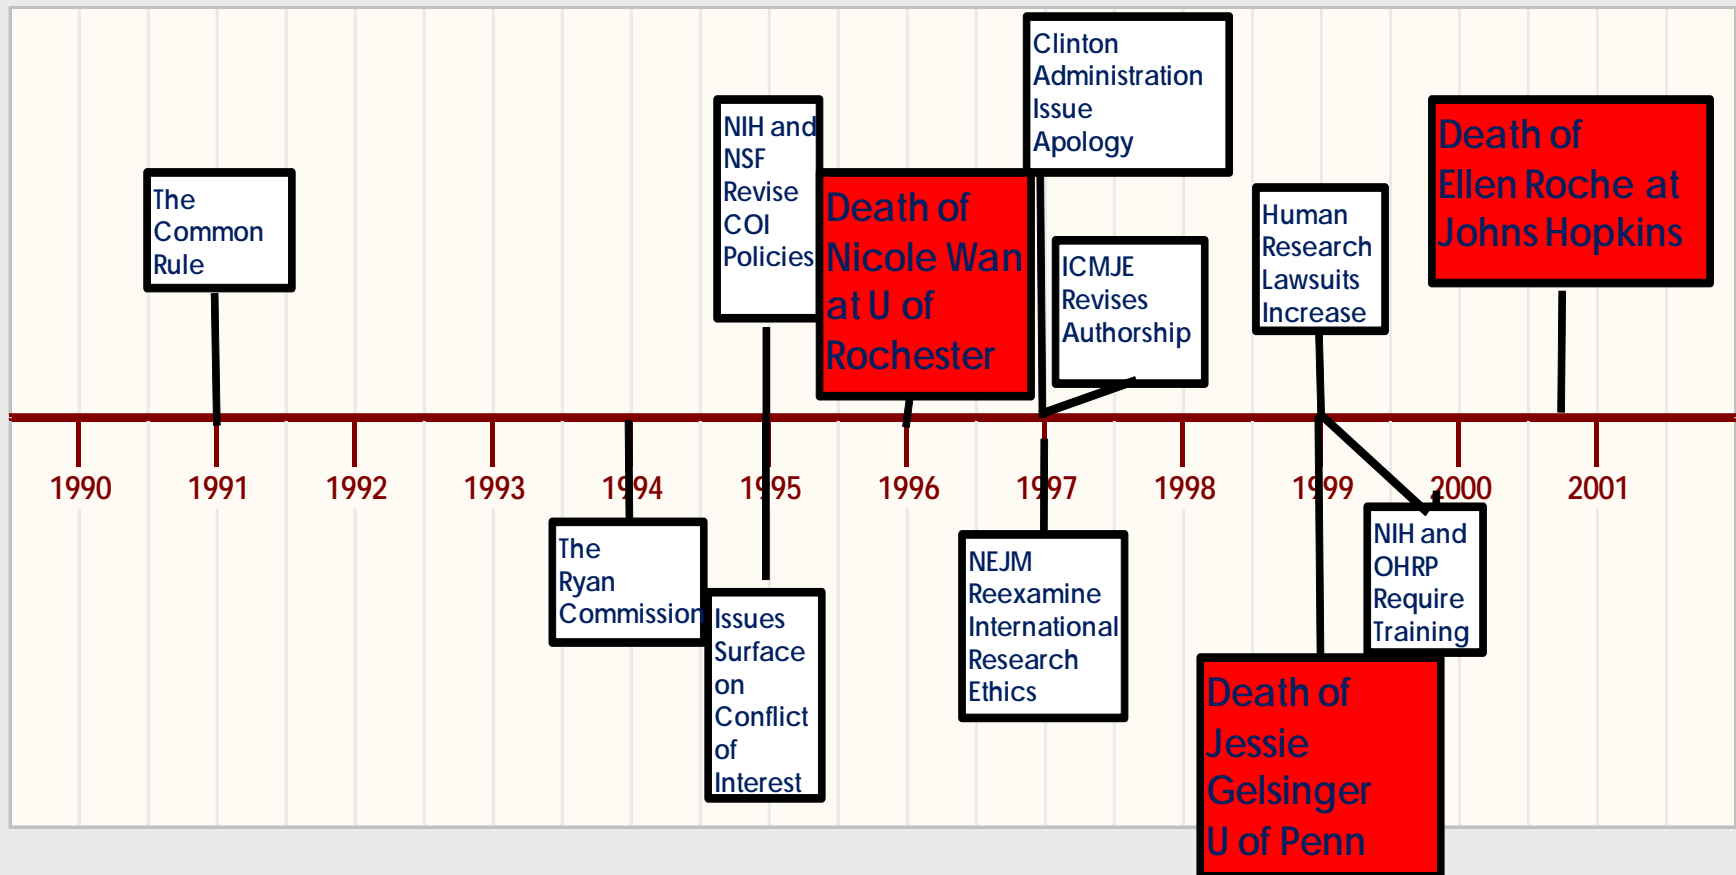 Clinton
Administration
Issue
Apology
NIH and
NSF
Revise
COI
Policies
Death of
Ellen Roche at
Johns Hopkins
The
Common
Rule
Death of
Nicole Wan
at U of
Rochester
Human
Research
Lawsuits
Increase
ICMJE
Revises
Authorship
1990 1991 1992 1993 1994 1995 1996 1997 1998 1999 2000 2001
The
Ryan
Commission
NEJM
Reexamine
International
Research
Ethics
NIH and
OHRP
Require
Training
Issues
Surface
on
Conflict
of
Interest
Death of
Jessie
Gelsinger
U of Penn